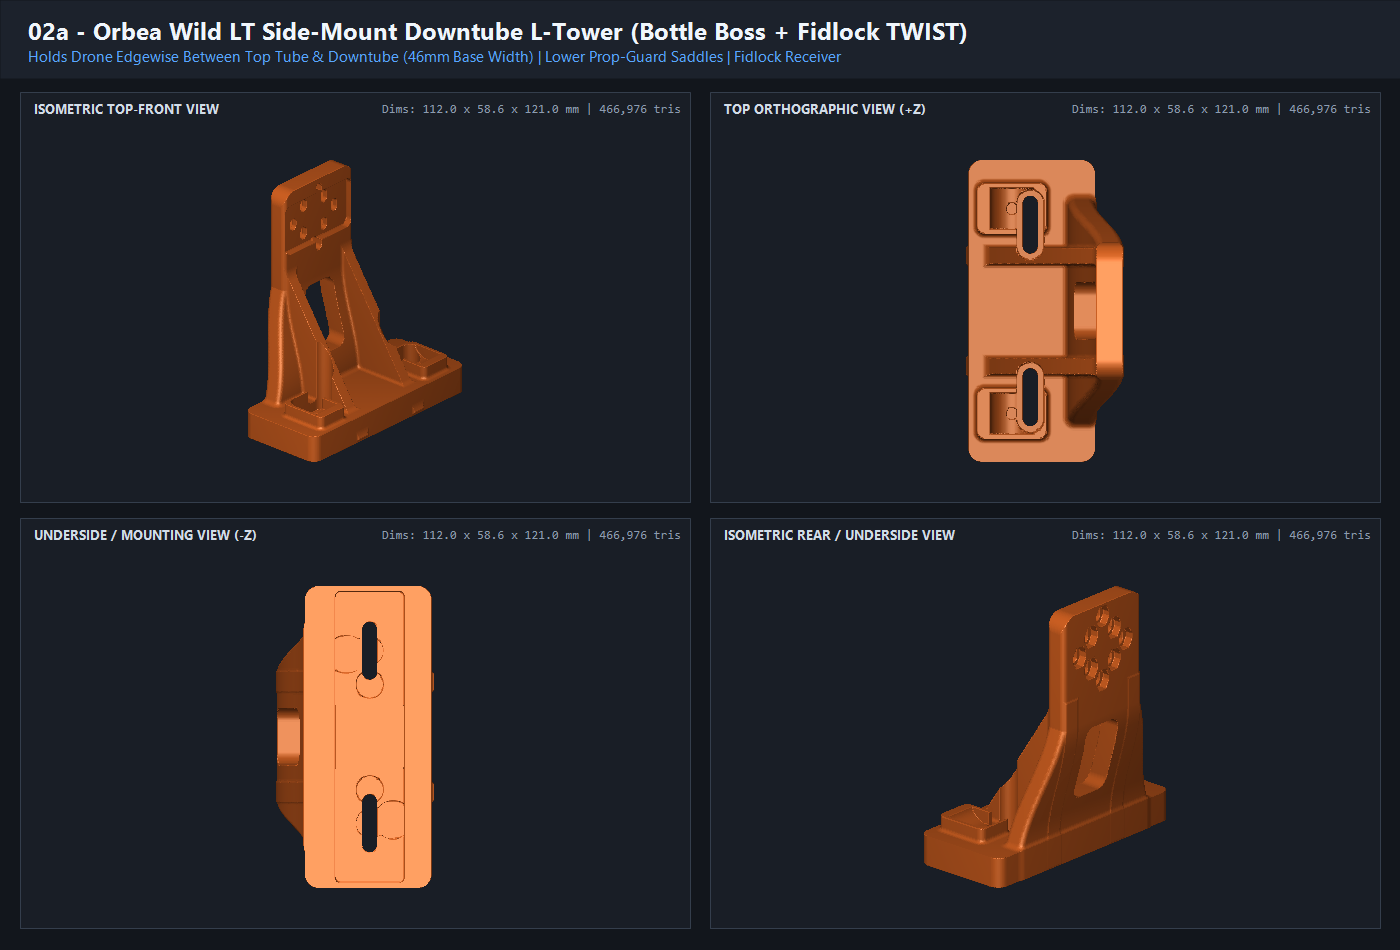 02a - Orbea Wild LT Side-Mount Downtube L-Tower (Bottle Boss + Fidlock TWIST)
Holds Drone Edgewise Between Top Tube & Downtube (46mm Base Width) | Lower Prop-Guard Saddles | Fidlock Receiver
ISOMETRIC TOP-FRONT VIEW
Dims: 112.0 x 58.6 x 121.0 mm | 466,976 tris
TOP ORTHOGRAPHIC VIEW (+Z)
Dims: 112.0 x 58.6 x 121.0 mm | 466,976 tris
UNDERSIDE / MOUNTING VIEW (-Z)
Dims: 112.0 x 58.6 x 121.0 mm | 466,976 tris
ISOMETRIC REAR / UNDERSIDE VIEW
Dims: 112.0 x 58.6 x 121.0 mm | 466,976 tris